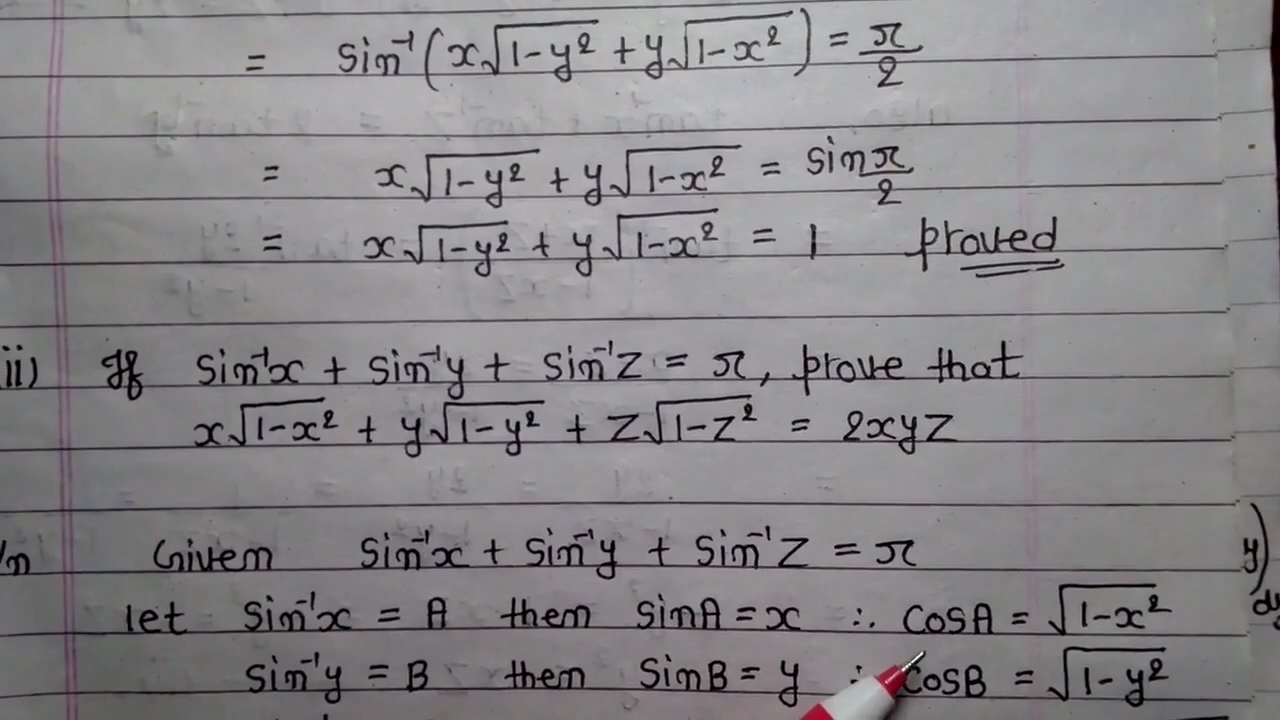 = sin⁻¹(x√1-y² + y√1-x²) = π/2
= x√1-y² + y√1-x² = sin π/2
= x√1-y² + y√1-x² = 1 proved
ii) If sin⁻¹x + sin⁻¹y + sin⁻¹z = π, prove that
x√1-x² + y√1-y² + z√1-z² = 2xyz
Given sin⁻¹x + sin⁻¹y + sin⁻¹z = π
let sin⁻¹x = A then sinA = x ∴ cosA = √1-x²
sin⁻¹y = B then sinB = y ∴ cosB = √1-y²